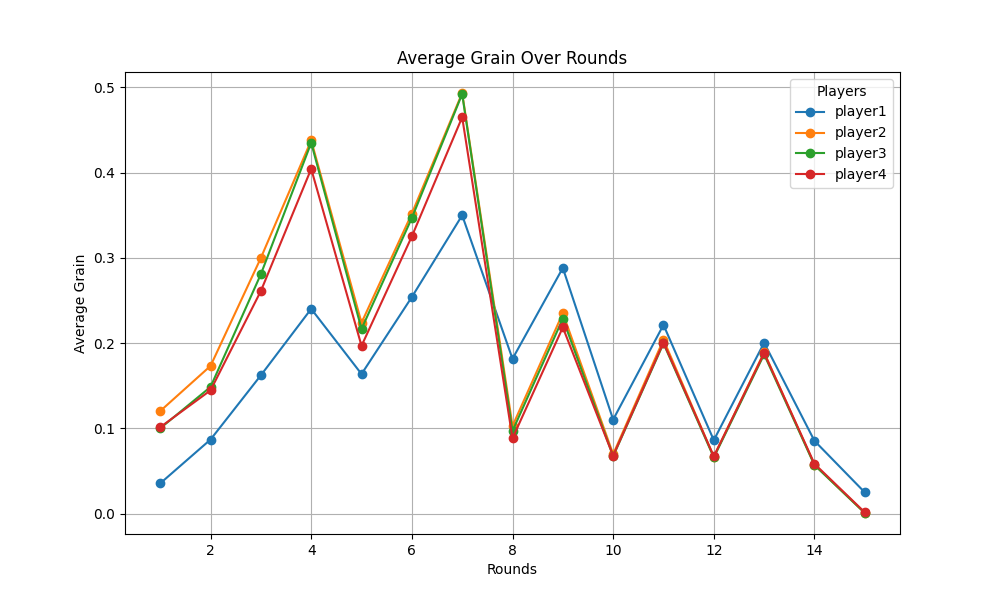 Average Grain Over Rounds
Players
player1
player2
player3
player4
Average Grain
0.5
0.4
0.3
0.2
0.1
0.0
2 4 6 8 10 12 14
Rounds